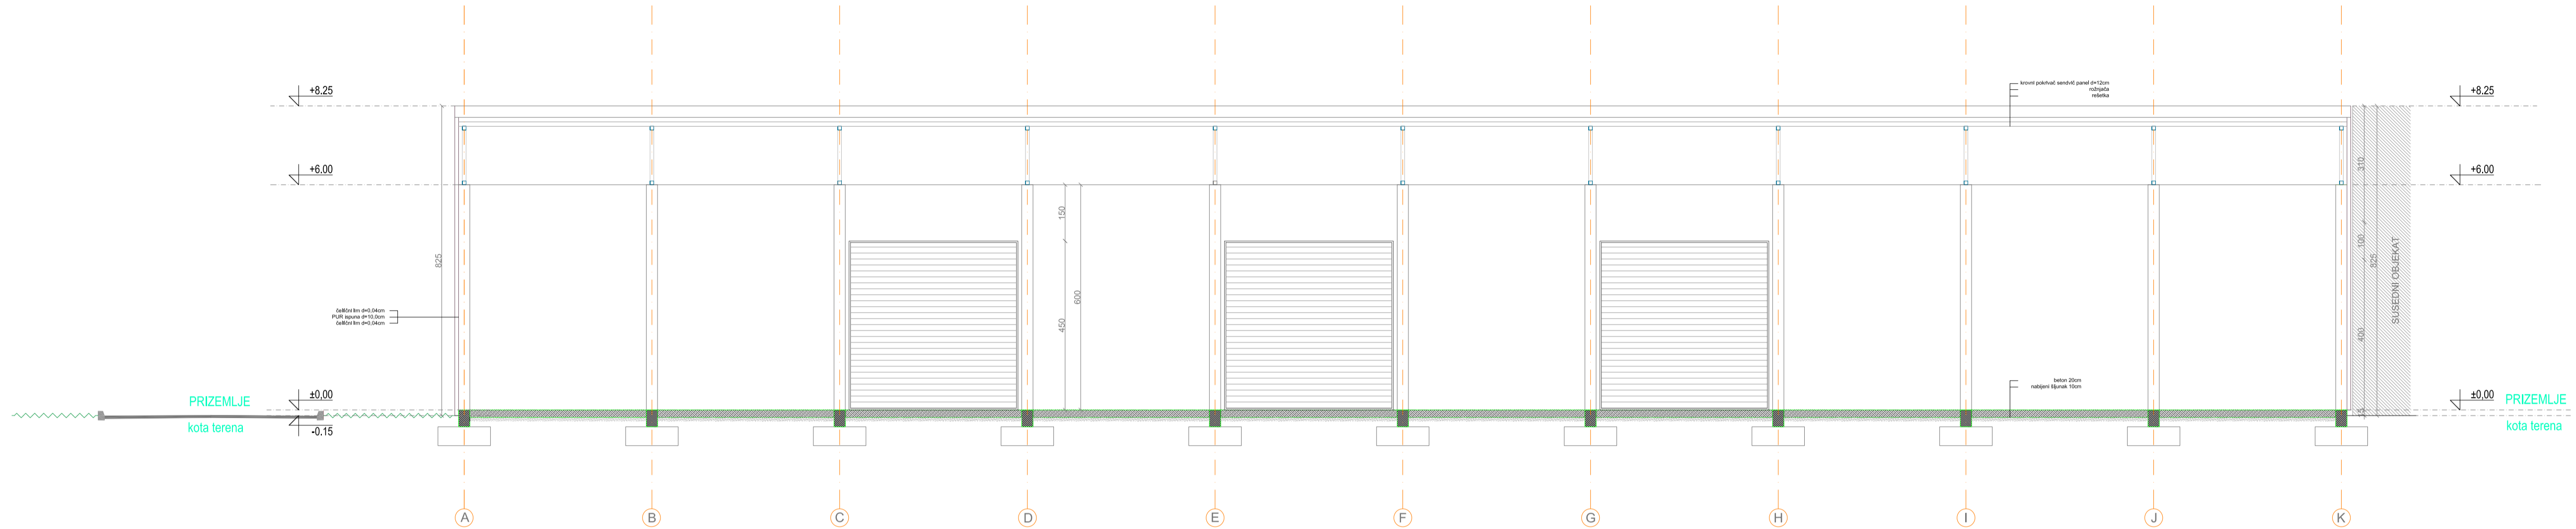 +8.25
+6.00
825
čelični lim d=0,04cm
PUR ispuna d=10.0cm
čelični lim d=0,04cm
PRIZEMLJE
±0,00
kota terena
-0.15
150
450
600
krovni pokrivač sendvič panel d=12cm
rožnjača
rešetka
beton 20cm
nabijeni šljunak 10cm
310
100
400
15
825
SUSEDNI OBJEKAT
+8.25
+6.00
±0,00
PRIZEMLJE
kota terena
A
B
C
D
E
F
G
H
I
J
K